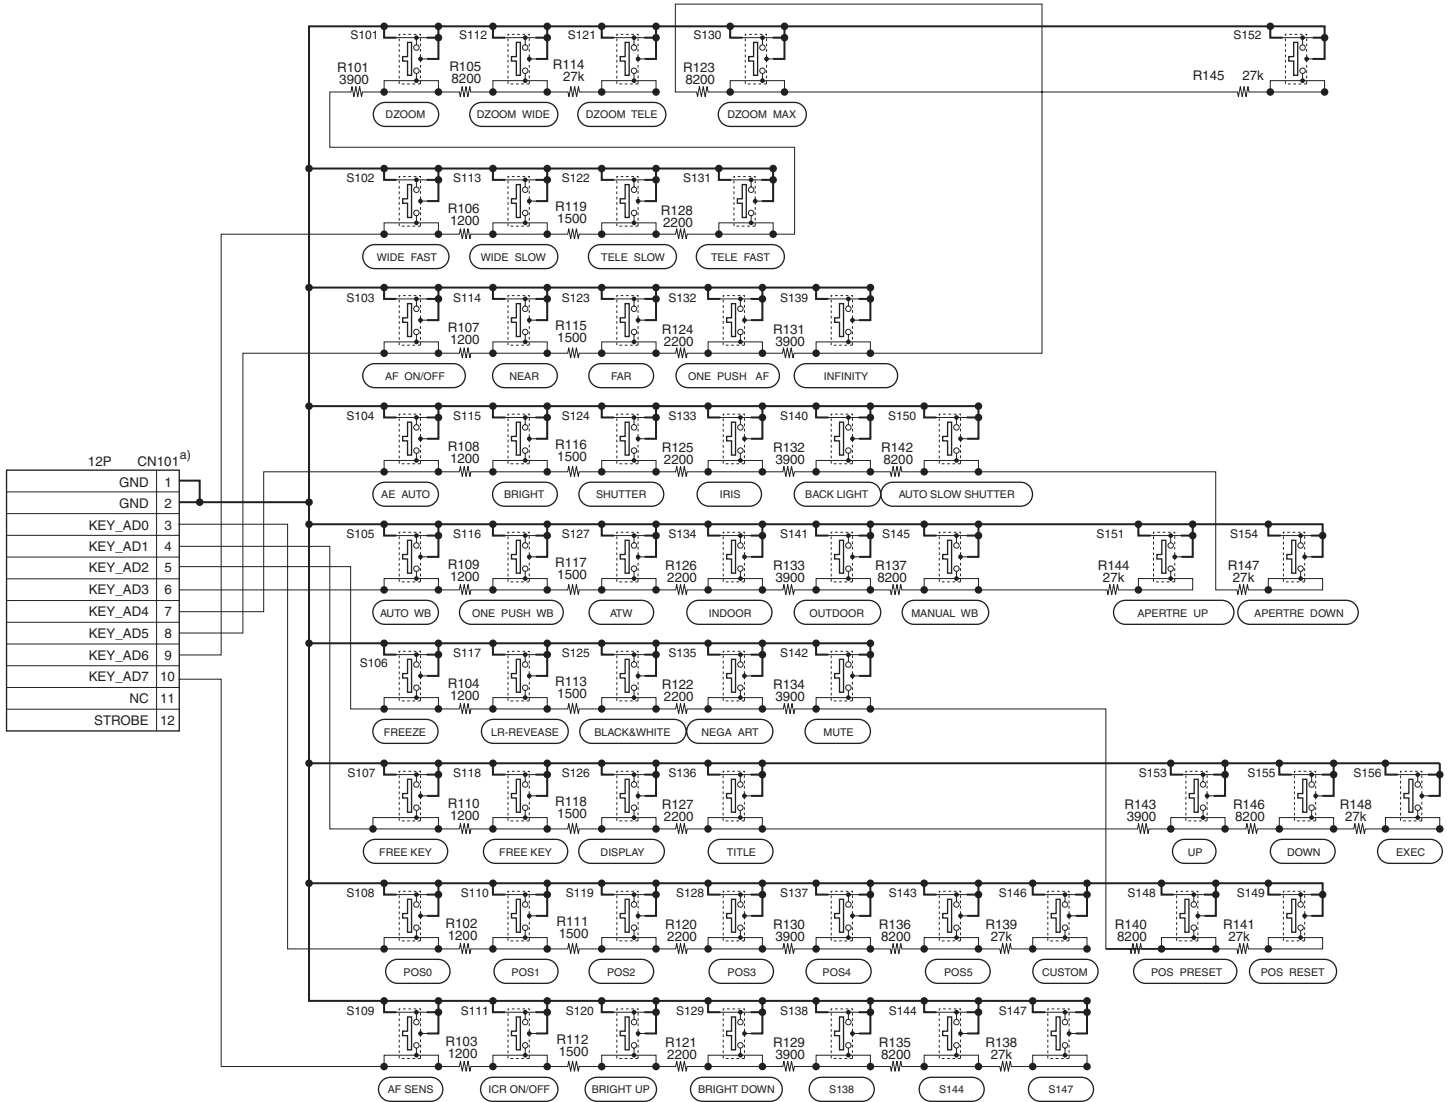 S101 S112 S121 S130 S152
R101 3900 R105 8200 R114 27k R123 8200 R145 27k
DZOOM DZOOM WIDE DZOOM TELE DZOOM MAX
S102 S113 S122 S131
R106 1200 R119 1500 R128 2200
WIDE FAST WIDE SLOW TELE SLOW TELE FAST
S103 S114 S123 S132 S139
R107 1200 R115 1500 R124 2200 R131 3900
AF ON/OFF NEAR FAR ONE PUSH AF INFINITY
S104 S115 S124 S133 S140 S150
R108 1200 R116 1500 R125 2200 R132 3900 R142 8200
AE AUTO BRIGHT SHUTTER IRIS BACK LIGHT AUTO SLOW SHUTTER
12P CN101 a)
GND 1
GND 2
KEY_AD0 3
KEY_AD1 4
KEY_AD2 5
KEY_AD3 6
KEY_AD4 7
KEY_AD5 8
KEY_AD6 9
KEY_AD7 10
NC 11
STROBE 12
S105 S116 S127 S134 S141 S145 S151 S154
R109 1200 R117 1500 R126 2200 R133 3900 R137 8200 R144 27k R147 27k
AUTO WB ONE PUSH WB ATW INDOOR OUTDOOR MANUAL WB APERTRE UP APERTRE DOWN
S106 S117 S125 S135 S142
R104 1200 R113 1500 R122 2200 R134 3900
FREEZE LR-REVEASE BLACK&WHITE NEGA ART MUTE
S107 S118 S126 S136 S153 S155 S156
R110 1200 R118 1500 R127 2200 R143 3900 R146 8200 R148 27k
FREE KEY FREE KEY DISPLAY TITLE UP DOWN EXEC
S108 S110 S119 S128 S137 S143 S146 S148 S149
R102 1200 R111 1500 R120 2200 R130 3900 R136 8200 R139 27k R140 8200 R141 27k
POS0 POS1 POS2 POS3 POS4 POS5 CUSTOM POS PRESET POS RESET
S109 S111 S120 S129 S138 S144 S147
R103 1200 R112 1500 R121 2200 R129 3900 R135 8200 R138 27k
AF SENS ICR ON/OFF BRIGHT UP BRIGHT DOWN S138 S144 S147